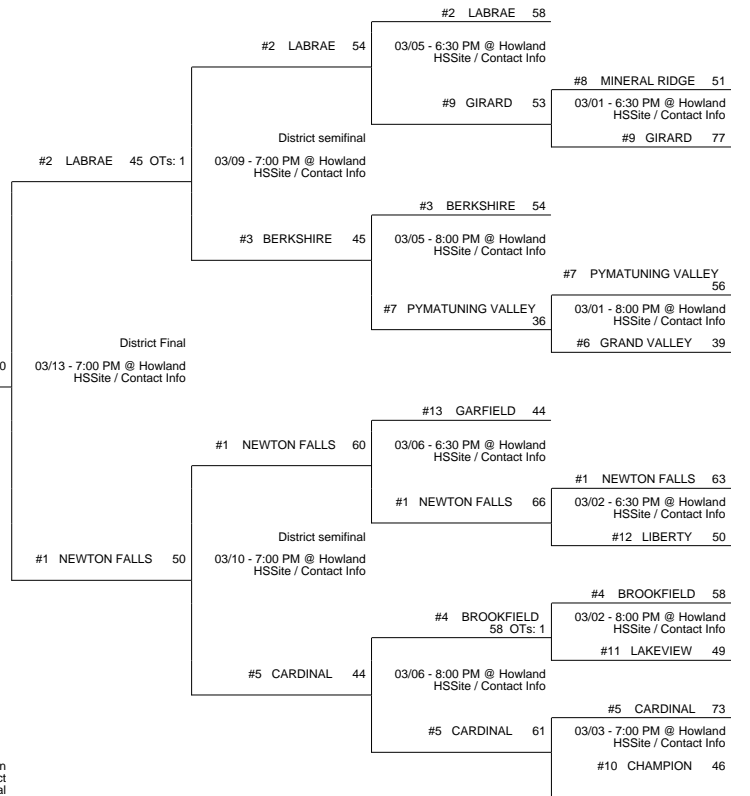 #2 LABRAE 58
#2 LABRAE 54
03/05 - 6:30 PM @ Howland
HSSite / Contact Info
#8 MINERAL RIDGE 51
#9 GIRARD 53
03/01 - 6:30 PM @ Howland
HSSite / Contact Info
#9 GIRARD 77
District semifinal
#2 LABRAE 45 OTs: 1
03/09 - 7:00 PM @ Howland
HSSite / Contact Info
#3 BERKSHIRE 54
#3 BERKSHIRE 45
03/05 - 8:00 PM @ Howland
HSSite / Contact Info
#7 PYMATUNING VALLEY
56
#7 PYMATUNING VALLEY
36
03/01 - 8:00 PM @ Howland
HSSite / Contact Info
#6 GRAND VALLEY 39
District Final
0
03/13 - 7:00 PM @ Howland
HSSite / Contact Info
#13 GARFIELD 44
#1 NEWTON FALLS 60
03/06 - 6:30 PM @ Howland
HSSite / Contact Info
#1 NEWTON FALLS 63
#1 NEWTON FALLS 66
03/02 - 6:30 PM @ Howland
HSSite / Contact Info
#12 LIBERTY 50
District semifinal
#1 NEWTON FALLS 50
03/10 - 7:00 PM @ Howland
HSSite / Contact Info
#4 BROOKFIELD 58
#4 BROOKFIELD
58 OTs: 1
03/02 - 8:00 PM @ Howland
HSSite / Contact Info
#11 LAKEVIEW 49
#5 CARDINAL 44
03/06 - 8:00 PM @ Howland
HSSite / Contact Info
#5 CARDINAL 73
#5 CARDINAL 61
03/03 - 7:00 PM @ Howland
HSSite / Contact Info
#10 CHAMPION 46
n
ct
al